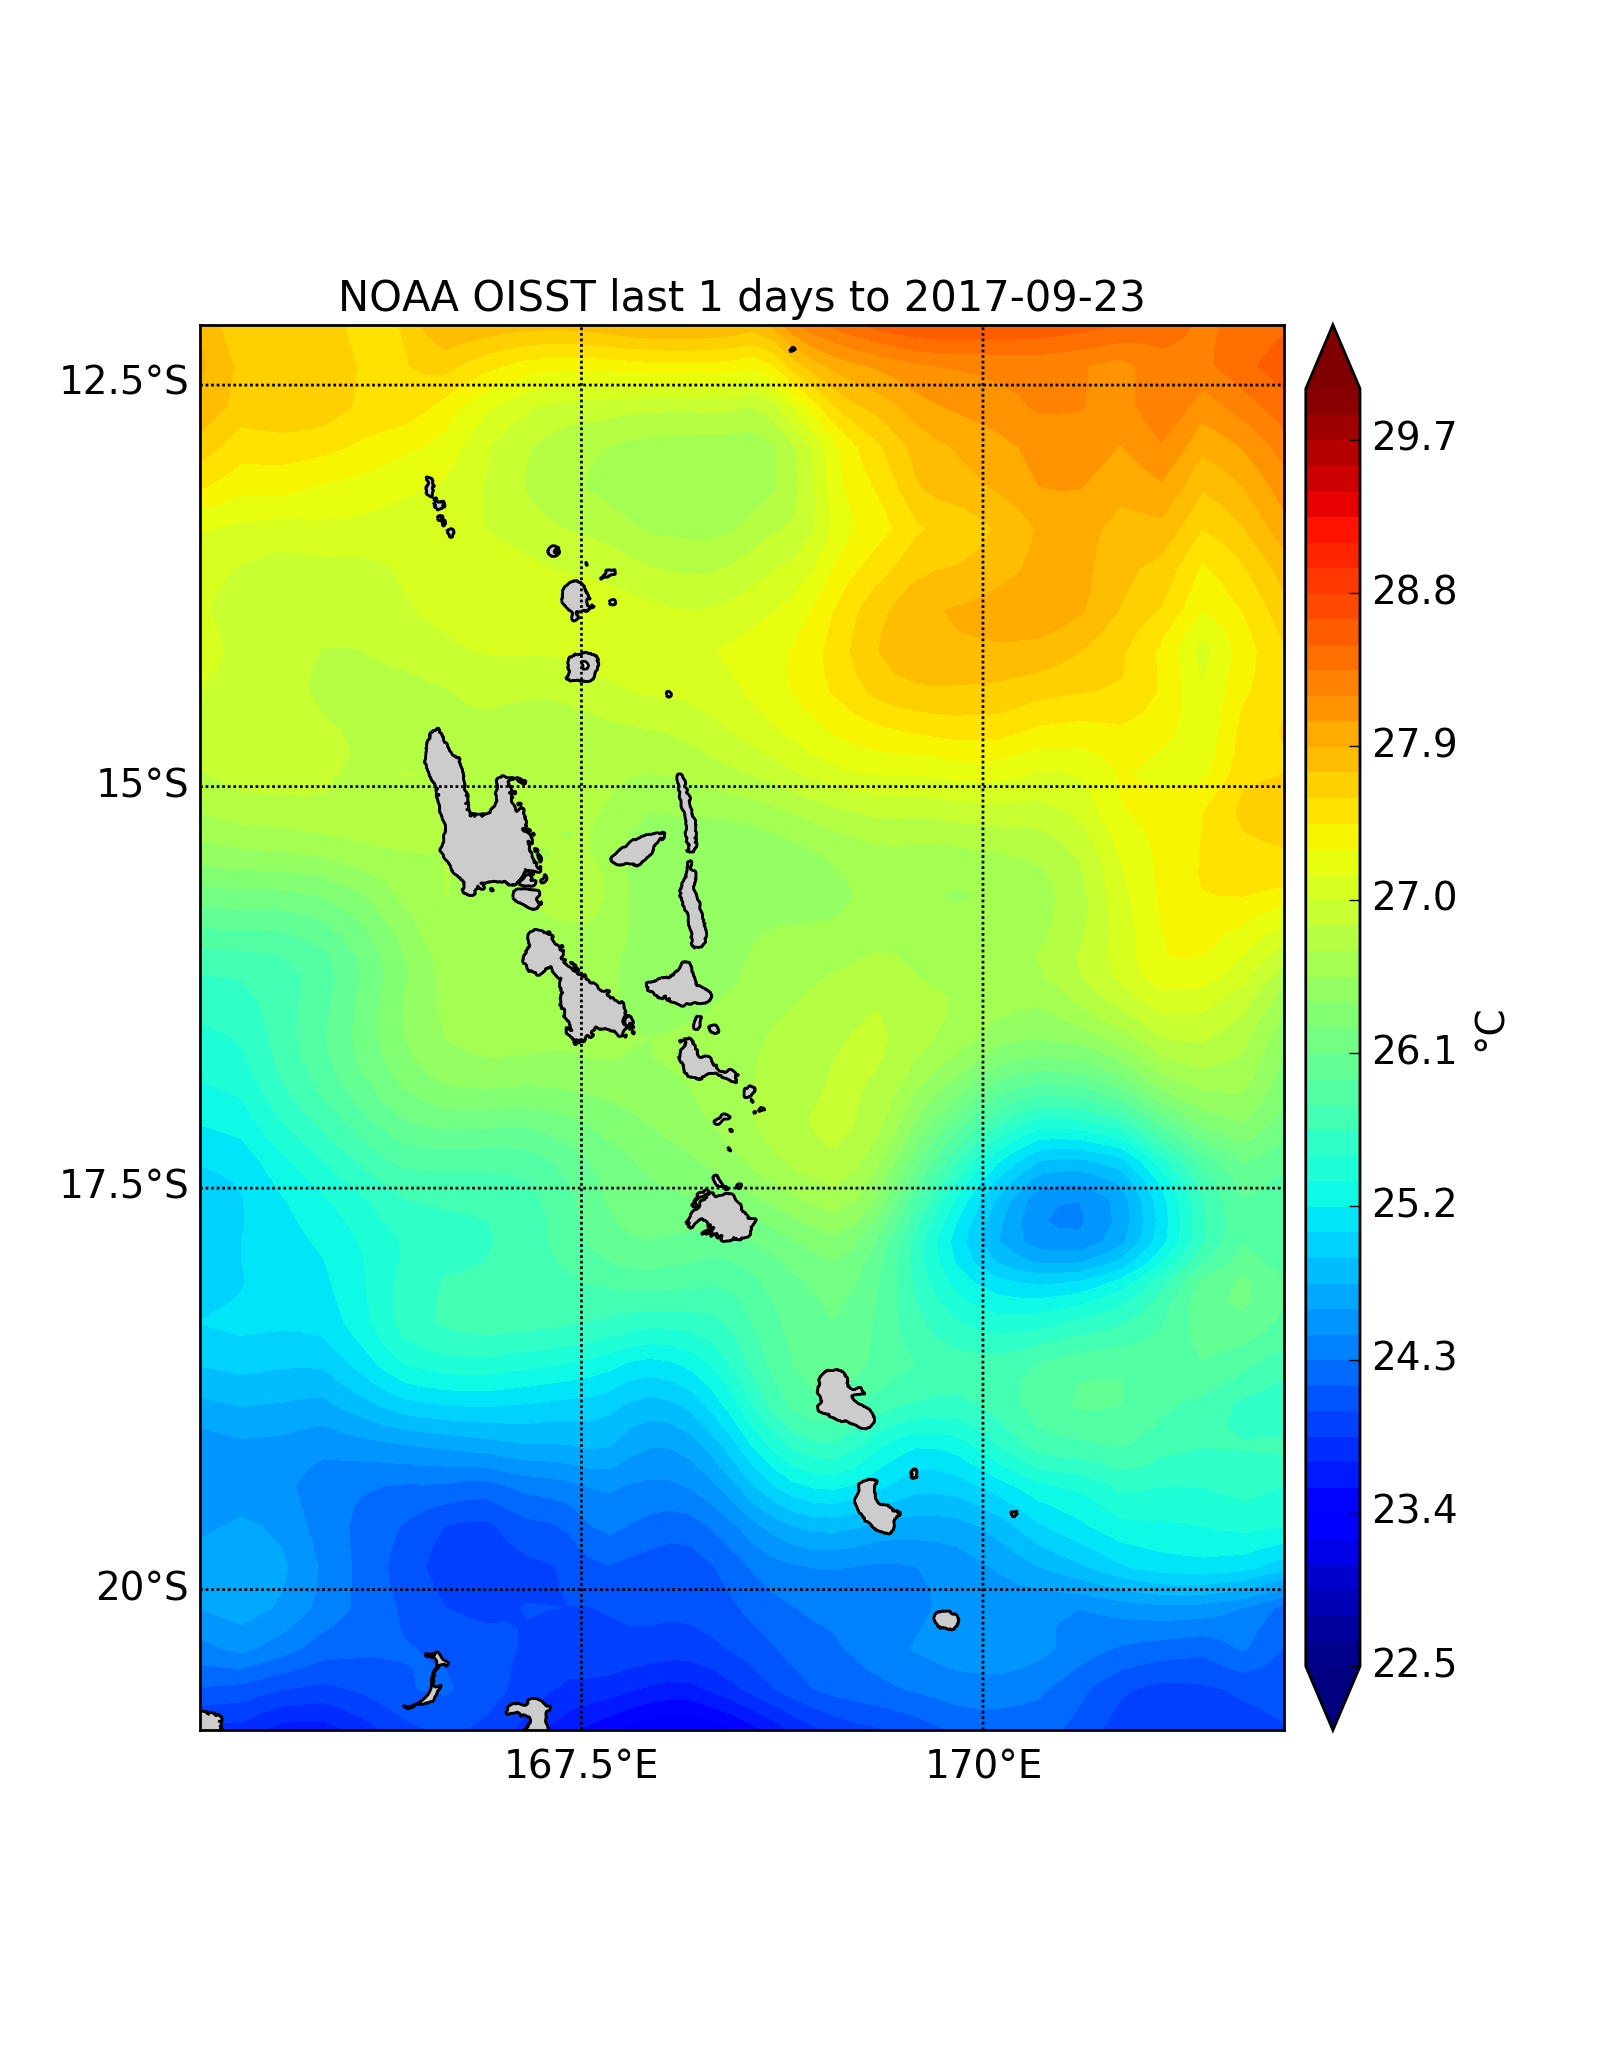 NOAA OISST last 1 days to 2017-09-23
12.5°S
15°S
17.5°S
20°S
167.5°E
170°E
29.7
28.8
27.9
27.0
26.1
25.2
24.3
23.4
22.5
°C